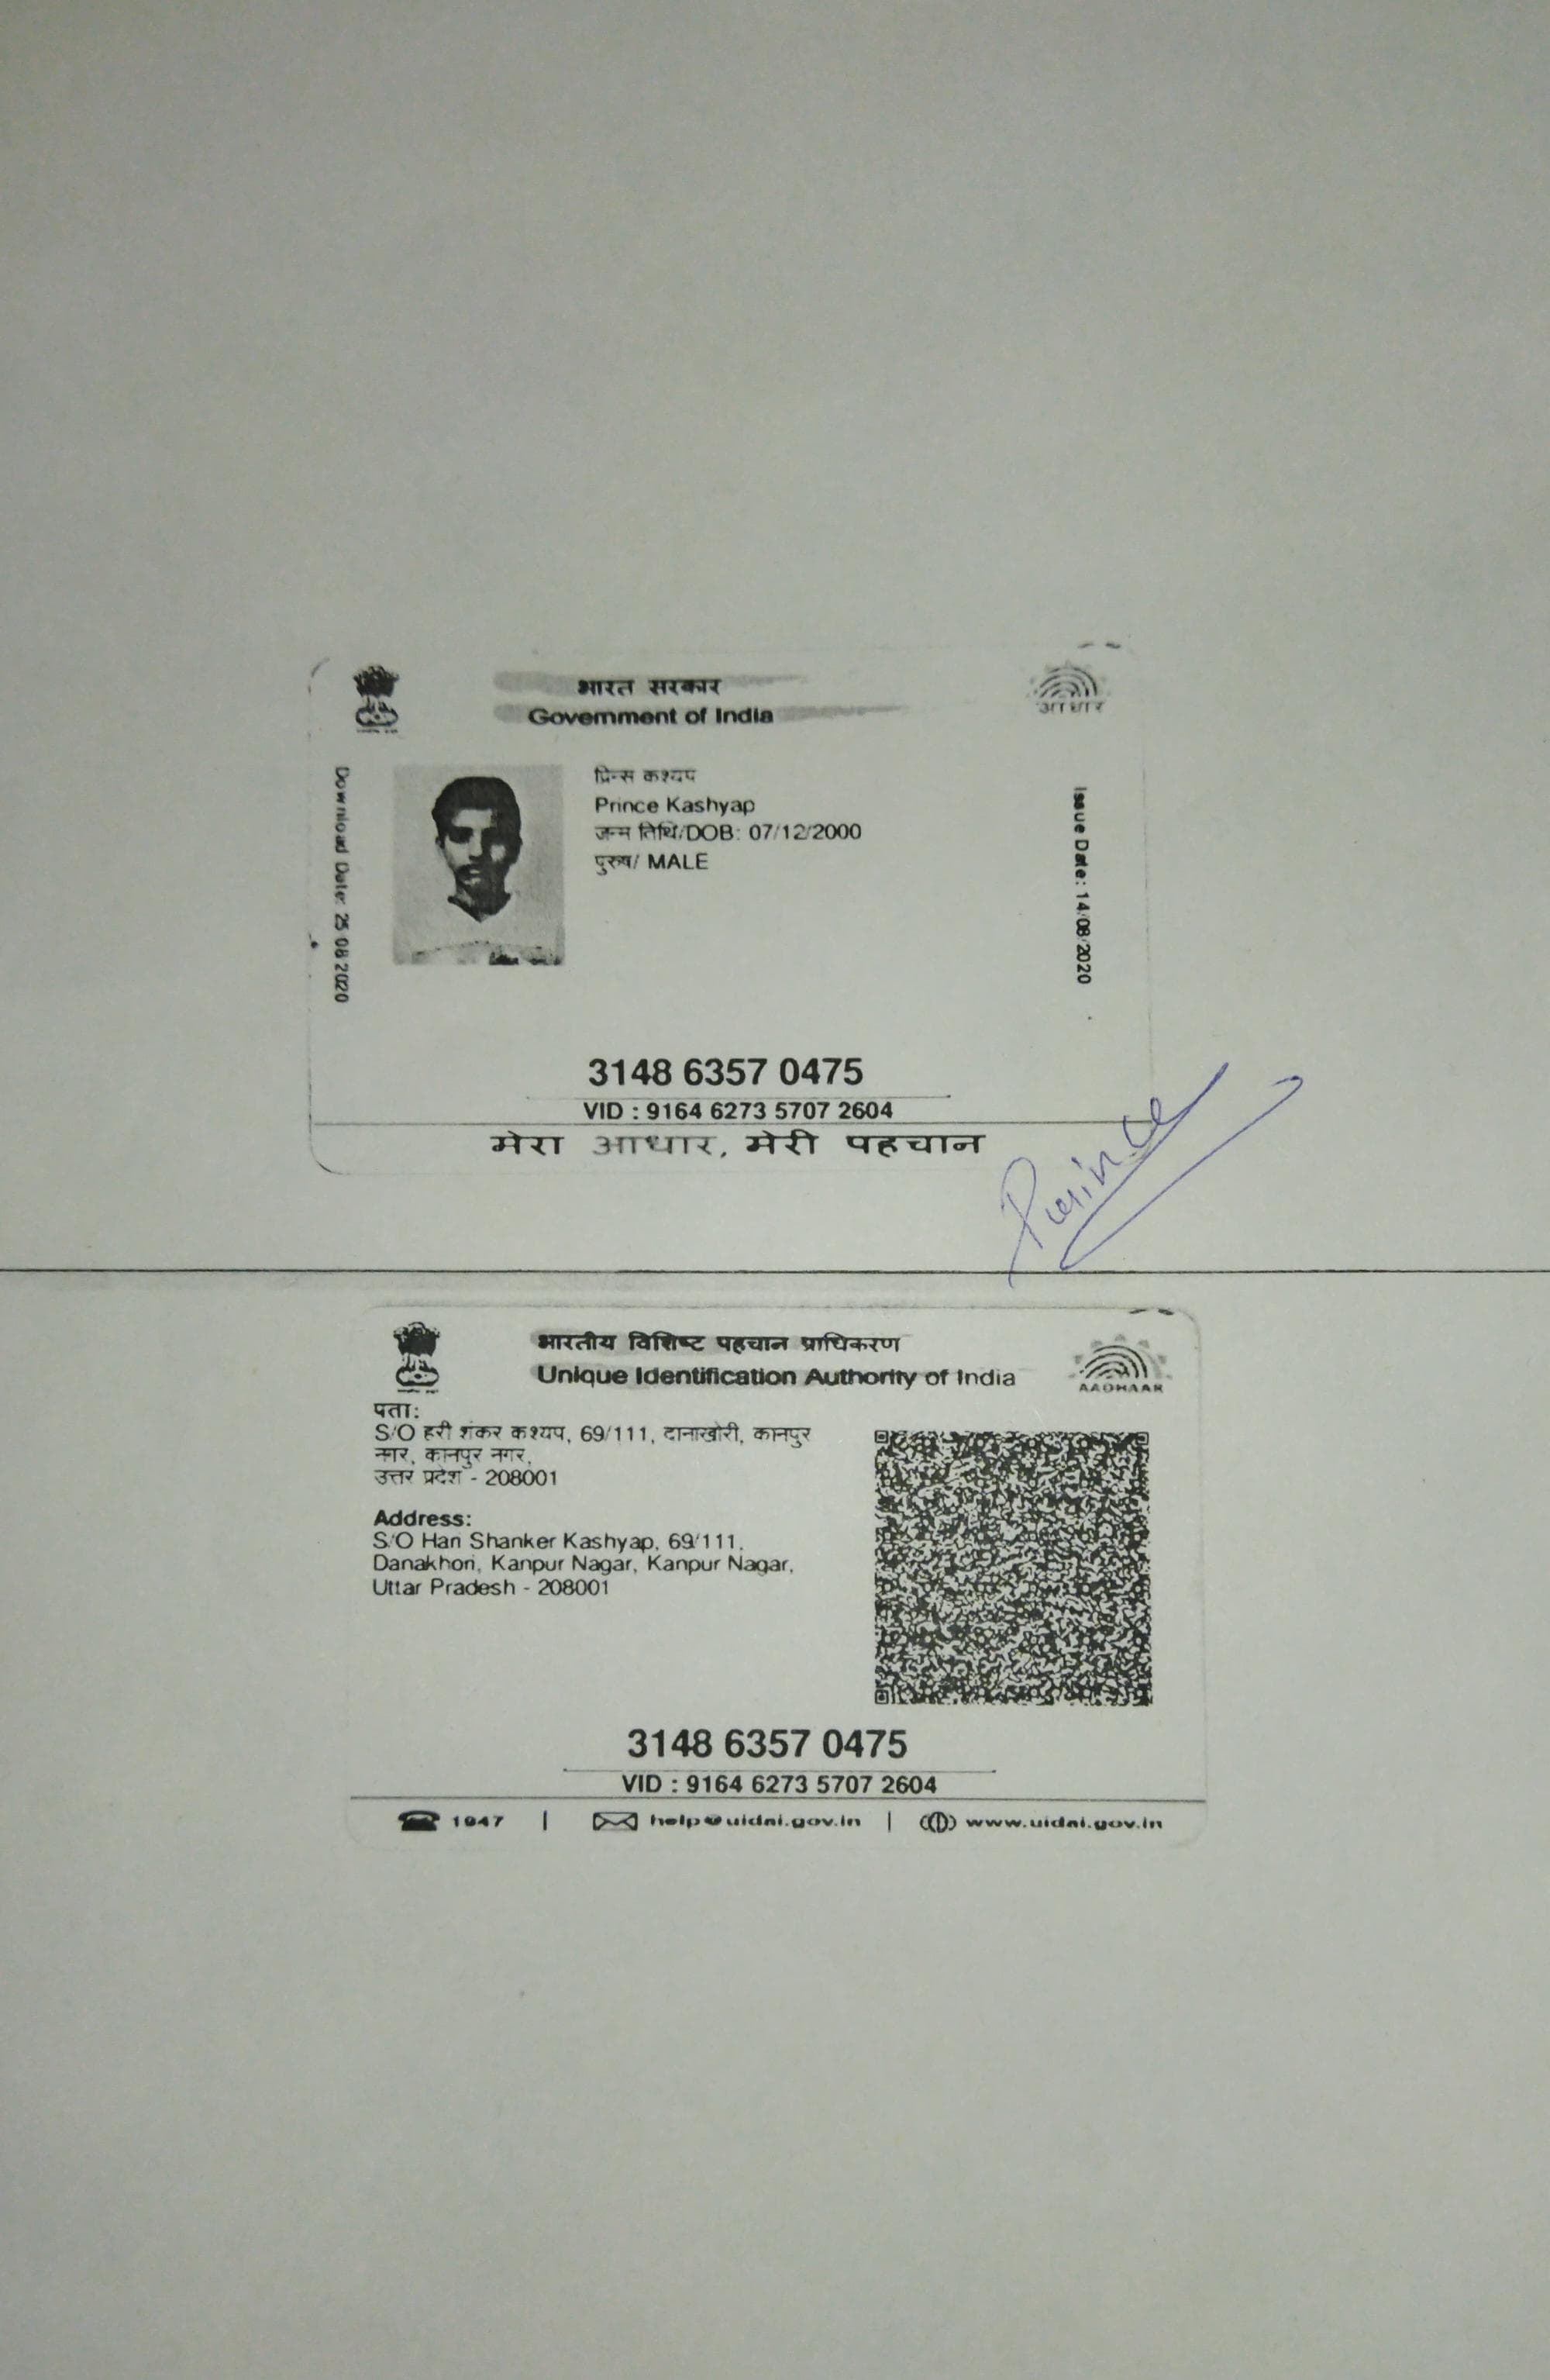 भारत सरकार
Government of India
आधार
Download Date: 25 08 2020
प्रिन्स कश्यप
Prince Kashyap
जन्म तिथि/DOB: 07/12/2000
पुरुष/ MALE
Issue Date: 14/08/2020
3148 6357 0475
VID : 9164 6273 5707 2604
मेरा आधार, मेरी पहचान
Prince
भारतीय विशिष्ट पहचान प्राधिकरण
Unique Identification Authority of India
AADHAAR
पता:
S/O हरी शंकर कश्यप, 69/111, दानाखोरी, कानपुर
नगर, कानपुर नगर,
उत्तर प्रदेश - 208001
Address:
S/O Hari Shanker Kashyap, 69/111,
Danakhori, Kanpur Nagar, Kanpur Nagar,
Uttar Pradesh - 208001
3148 6357 0475
VID : 9164 6273 5707 2604
1947 | help@uidai.gov.in | www.uidai.gov.in